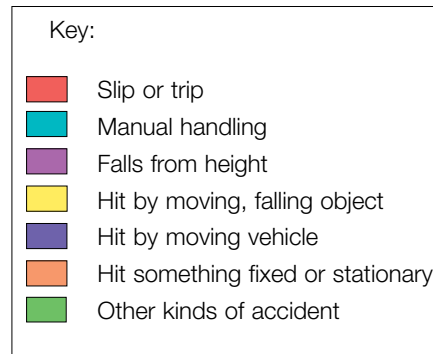 Key:
Slip or trip
Manual handling
Falls from height
Hit by moving, falling object
Hit by moving vehicle
Hit something fixed or stationary
Other kinds of accident